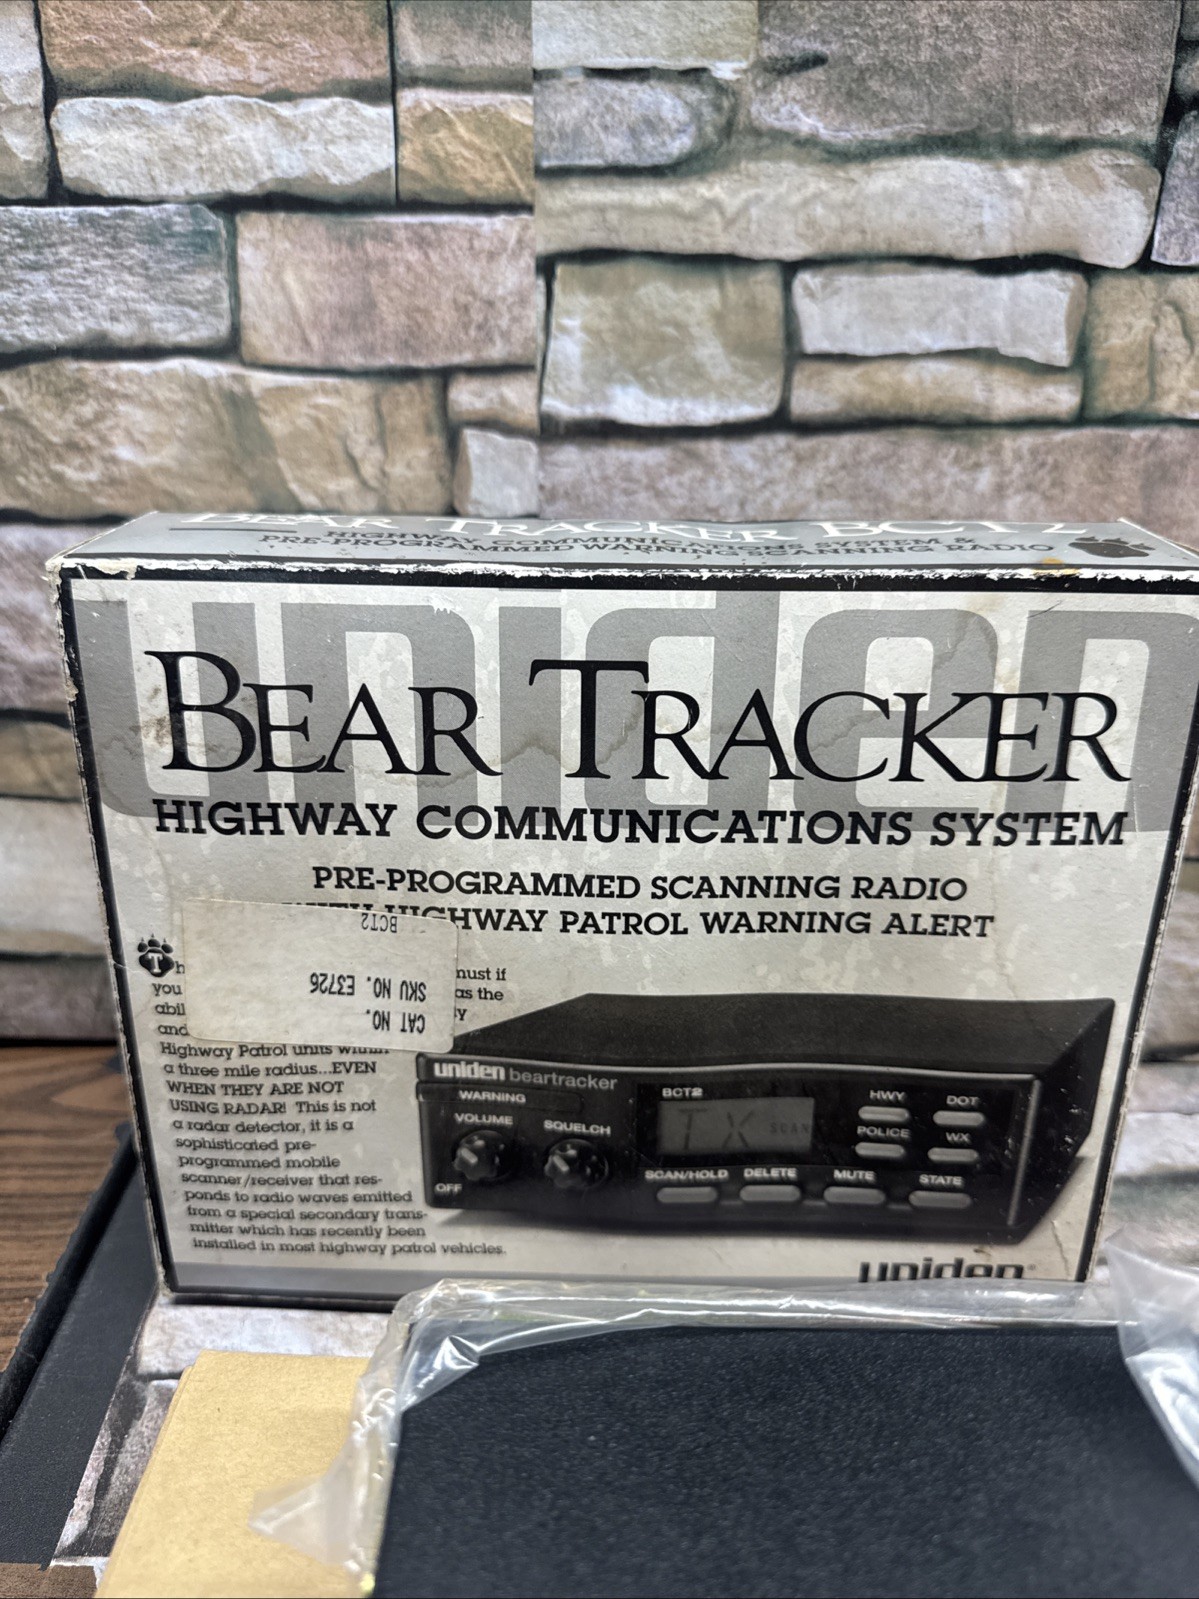 BEAR TRACKER BCT2
HIGHWAY COMMUNICATIONS SYSTEM &
PRE-PROGRAMMED WARNING SCANNING RADIO
uniden
BEAR TRACKER
HIGHWAY COMMUNICATIONS SYSTEM
PRE-PROGRAMMED SCANNING RADIO
WITH HIGHWAY PATROL WARNING ALERT
CAT NO.
SKU NO. E3726
BCT2
T
must if
you as the
and
Highway Patrol units within
a three mile radius...EVEN
WHEN THEY ARE NOT
USING RADAR! This is not
a radar detector, it is a
sophisticated pre-
programmed mobile
scanner/receiver that res-
ponds to radio waves emitted
from a special secondary trans-
mitter which has recently been
installed in most highway patrol vehicles.
uniden beartracker
WARNING
VOLUME
SQUELCH
OFF
BCT2
TX SCAN
HWY
DOT
POLICE
WX
SCAN/HOLD
DELETE
MUTE
STATE
uniden